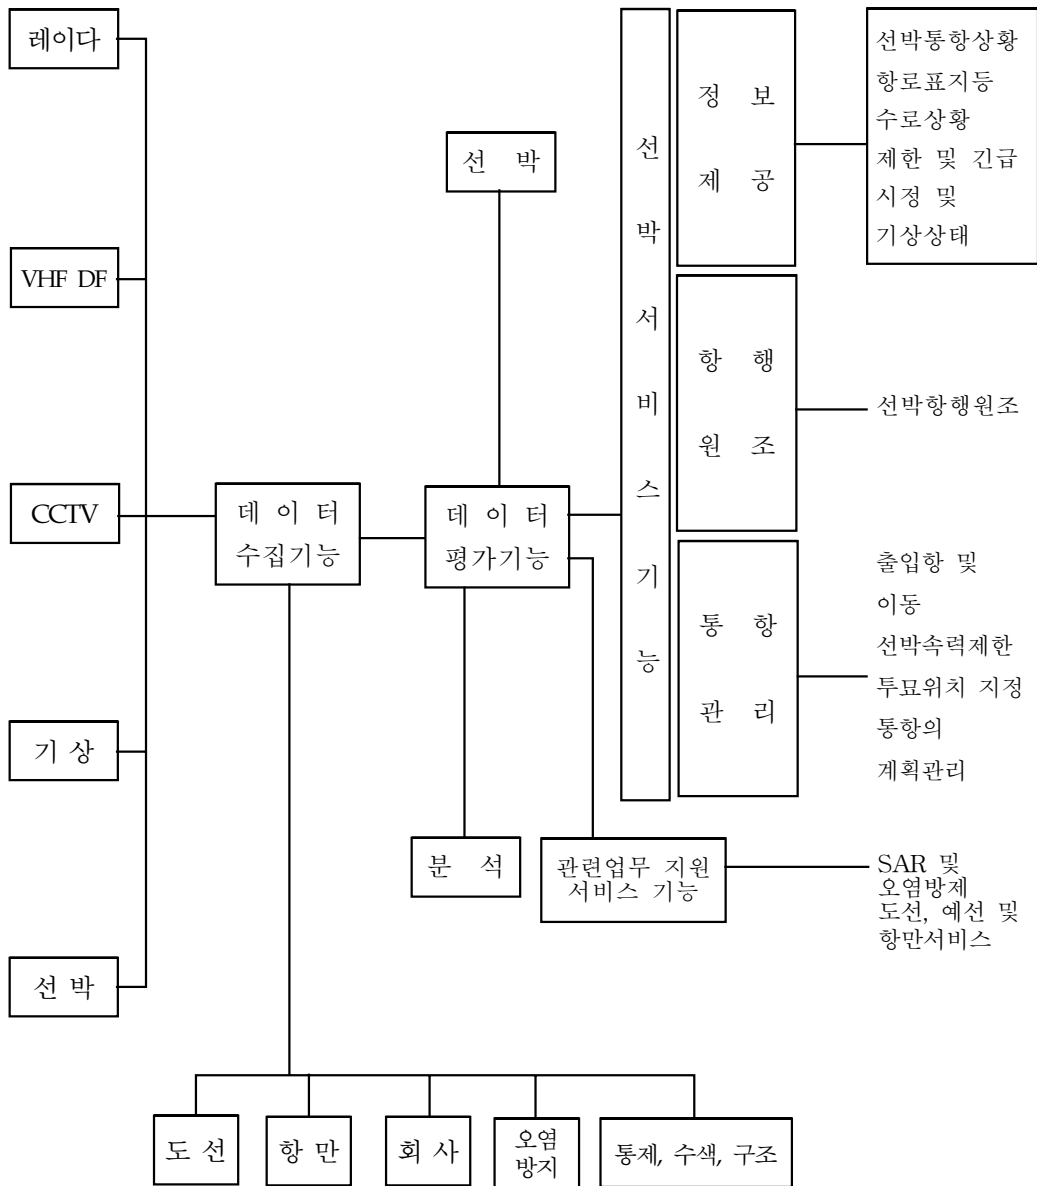 레이다
VHF DF
CCTV
기 상
선 박
데 이 터
수집기능
선 박
데 이 터
평가기능
분 석
관련업무 지원
서비스 기능
선 박 서 비 스 기 능
정 보
제 공
항 행
원 조
통 항
관 리
선박통항상황
항로표지등
수로상황
제한 및 긴급
시정 및
기상상태
선박항행원조
출입항 및
이동
선박속력제한
투묘위치 지정
통항의
계획관리
SAR 및
오염방제
도선, 예선 및
항만서비스
도 선
항 만
회 사
오염
방지
통제, 수색, 구조